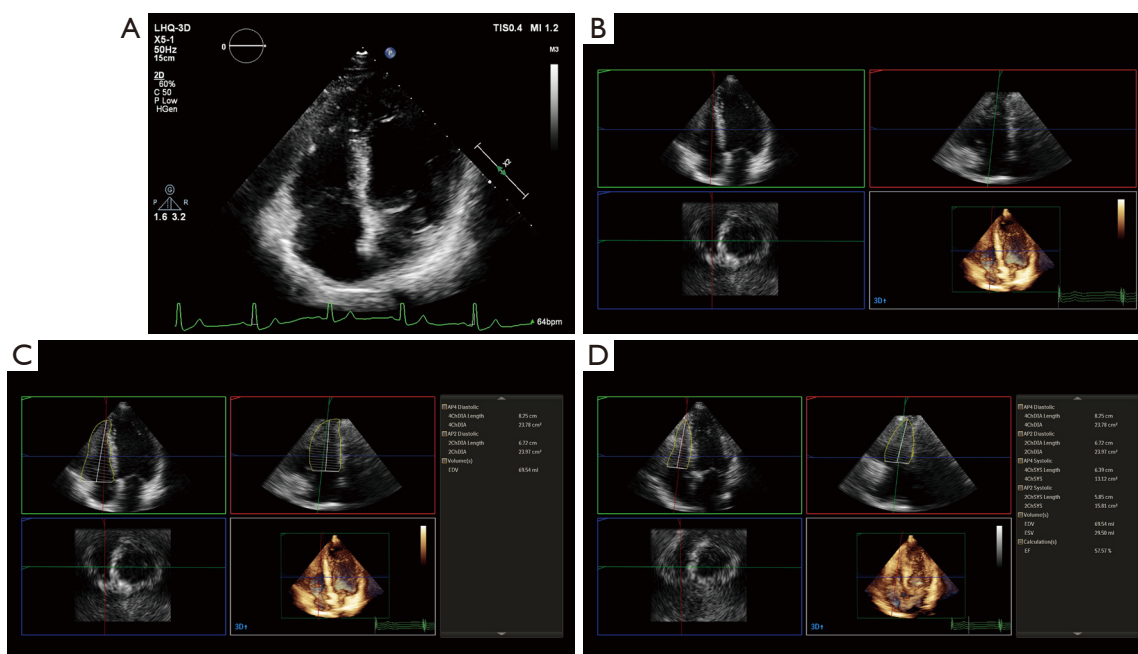 A
LHQ-3D
X5-1
50Hz
15cm
2D
60%
C 50
P Low
HGen
0
P
TIS0.4 MI 1.2
M3
X2
G
P R
1.6 3.2
64bpm
B
3D
C
AP4 Diastolic
4ChDIA Length 8.25 cm
4ChDIA 23.78 cm²
AP2 Diastolic
2ChDIA Length 6.72 cm
2ChDIA 23.97 cm²
Volume(s)
EDV 69.54 ml
3D
D
AP4 Diastolic
4ChDIA Length 8.25 cm
4ChDIA 23.78 cm²
AP2 Diastolic
2ChDIA Length 6.72 cm
2ChDIA 23.97 cm²
AP4 Systolic
4ChSYS Length 6.39 cm
4ChSYS 13.12 cm²
AP2 Systolic
2ChSYS Length 5.85 cm
2ChSYS 15.81 cm²
Volume(s)
EDV 69.54 ml
ESV 29.50 ml
Calculation(s)
EF 57.57 %
3D